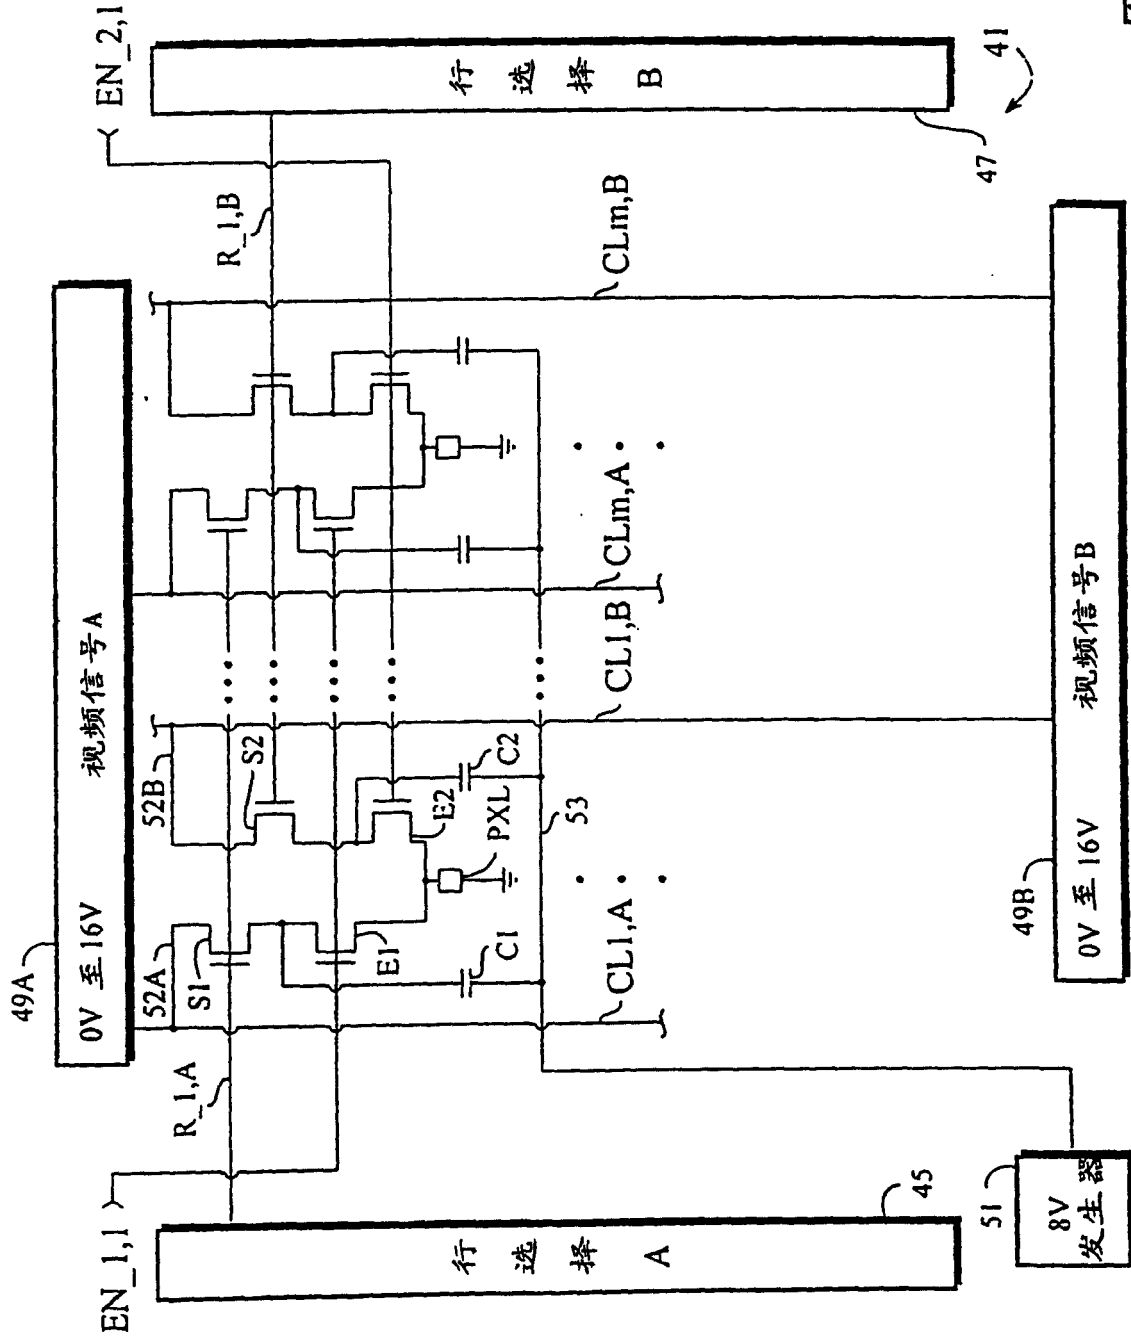 49A
0V 至 16V 视频信号A
EN_1,1
R_1,A
52A
S1
52B
S2
R_1,B
EN_2,1
行选择 A
45
E1
C1
PXL
E2
C2
53
CL1,A
CL1,B
CLm,A
CLm,B
行选择 B
47
41
51
8V
发生器
49B
0V 至 16V 视频信号B